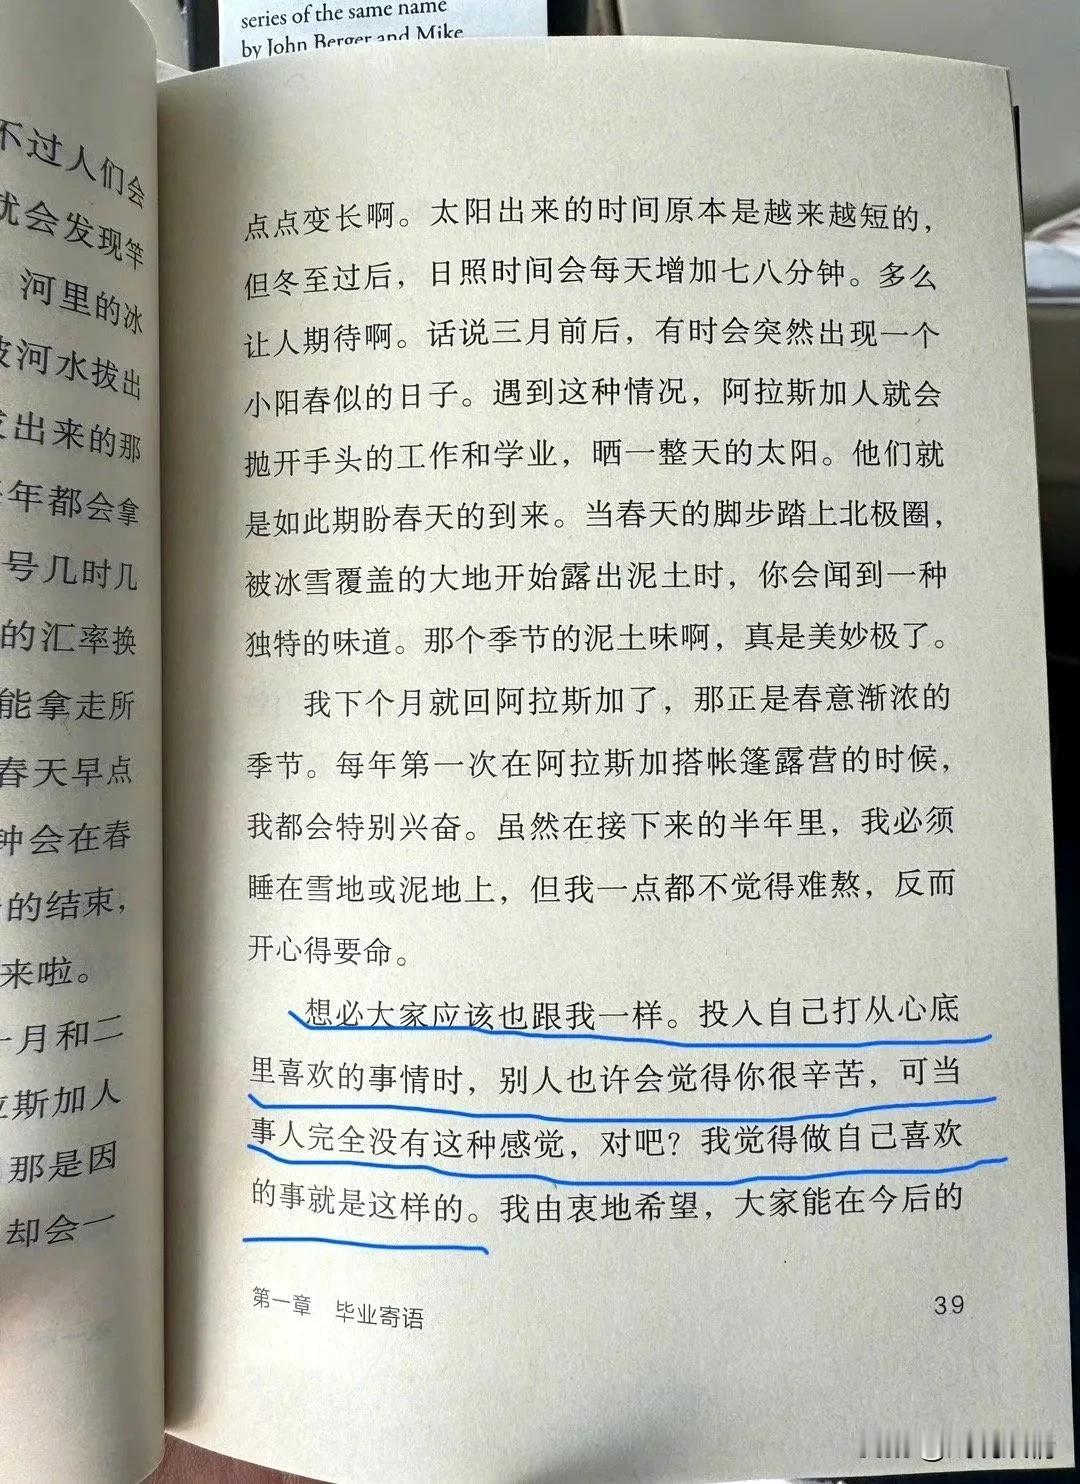 series of the same name
by John Berger and Mike
不过人们会
就会发现竿
河里的冰
被河水拔出
出来的那
年都会拿
号几时几
的汇率换
能拿走所
春天早点
钟会在春
的结束，
来啦。
一月和二
拉斯加人
那是因
却会一
点点变长啊。太阳出来的时间原本是越来越短的，
但冬至过后，日照时间会每天增加七八分钟。多么
让人期待啊。话说三月前后，有时会突然出现一个
小阳春似的日子。遇到这种情况，阿拉斯加人就会
抛开手头的工作和学业，晒一整天的太阳。他们就
是如此期盼春天的到来。当春天的脚步踏上北极圈，
被冰雪覆盖的大地开始露出泥土时，你会闻到一种
独特的味道。那个季节的泥土味啊，真是美妙极了。
我下个月就回阿拉斯加了，那正是春意渐浓的
季节。每年第一次在阿拉斯加搭帐篷露营的时候，
我都会特别兴奋。虽然在接下来的半年里，我必须
睡在雪地或泥地上，但我一点都不觉得难熬，反而
开心得要命。
想必大家应该也跟我一样。投入自己打从心底
里喜欢的事情时，别人也许会觉得你很辛苦，可当
事人完全没有这种感觉，对吧？我觉得做自己喜欢
的事就是这样的。我由衷地希望，大家能在今后的
第一章 毕业寄语
39